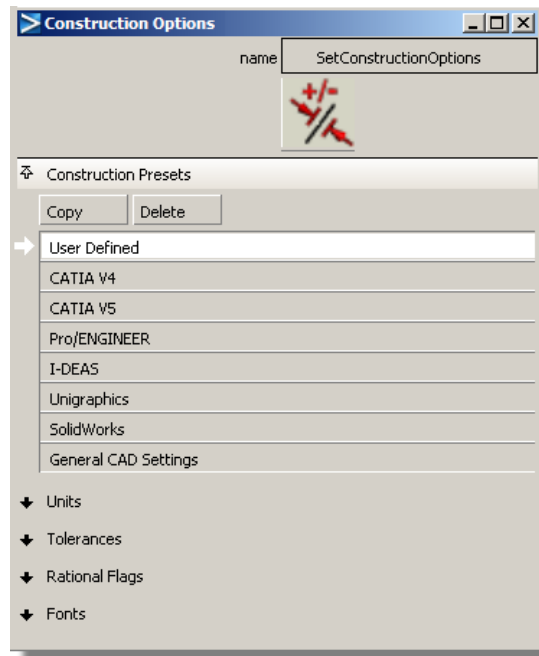 Construction Options
name SetConstructionOptions
+/-
Construction Presets
Copy Delete
User Defined
CATIA V4
CATIA V5
Pro/ENGINEER
I-DEAS
Unigraphics
SolidWorks
General CAD Settings
Units
Tolerances
Rational Flags
Fonts